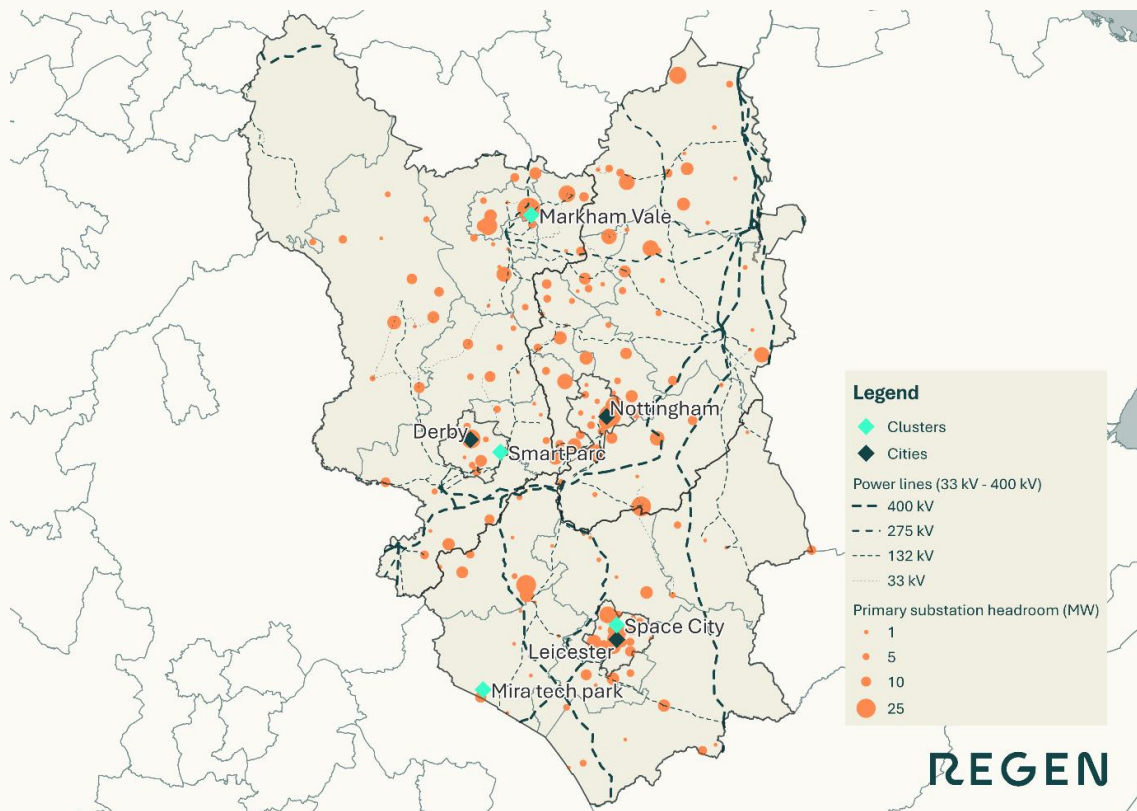 Markham Vale
Nottingham
Derby
SmartParc
Space City
Leicester
Mira tech park
Legend
Clusters
Cities
Power lines (33 kV - 400 kV)
400 kV
275 kV
132 kV
33 kV
Primary substation headroom (MW)
1
5
10
25
REGEN